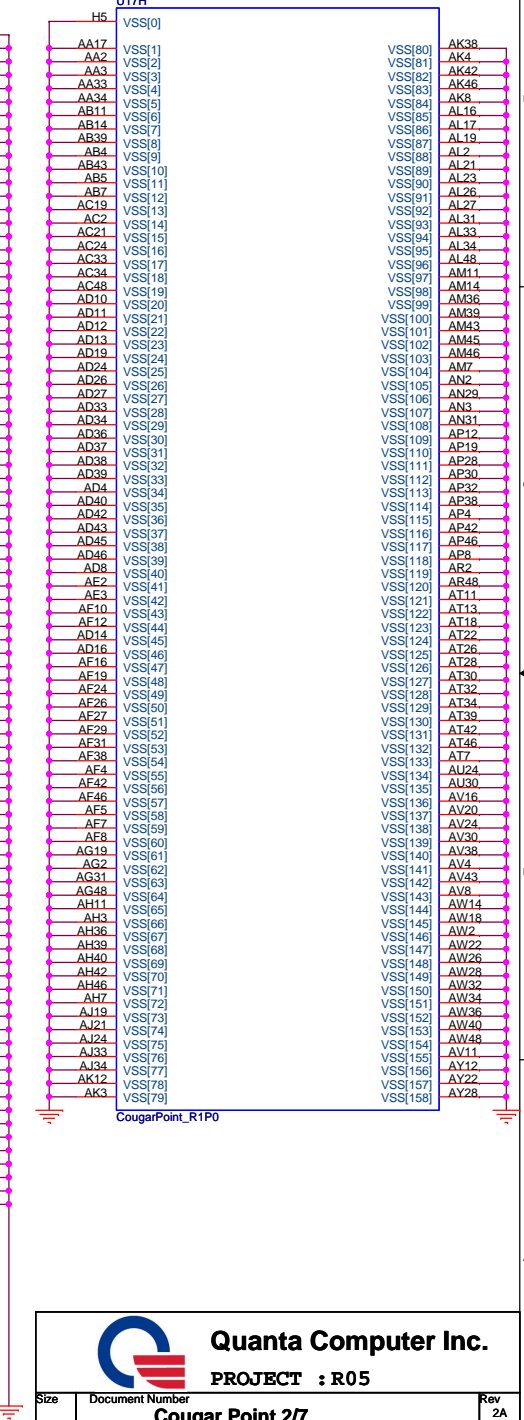 U17H
H5 VSS[0]
AA17 VSS[1] VSS[80] AK38
AA2 VSS[2] VSS[81] AK4
AA3 VSS[3] VSS[82] AK42
AA33 VSS[4] VSS[83] AK46
AA34 VSS[5] VSS[84] AK8
AB11 VSS[6] VSS[85] AL16
AB14 VSS[7] VSS[86] AL17
AB39 VSS[8] VSS[87] AL19
AB4 VSS[9] VSS[88] AL2
AB43 VSS[10] VSS[89] AL21
AB5 VSS[11] VSS[90] AL23
AB7 VSS[12] VSS[91] AL26
AC19 VSS[13] VSS[92] AL27
AC2 VSS[14] VSS[93] AL31
AC21 VSS[15] VSS[94] AL33
AC24 VSS[16] VSS[95] AL34
AC33 VSS[17] VSS[96] AL48
AC34 VSS[18] VSS[97] AM11
AC48 VSS[19] VSS[98] AM14
AD10 VSS[20] VSS[99] AM36
AD11 VSS[21] VSS[100] AM39
AD12 VSS[22] VSS[101] AM43
AD13 VSS[23] VSS[102] AM45
AD19 VSS[24] VSS[103] AM46
AD24 VSS[25] VSS[104] AM7
AD26 VSS[26] VSS[105] AN2
AD27 VSS[27] VSS[106] AN29
AD33 VSS[28] VSS[107] AN3
AD34 VSS[29] VSS[108] AN31
AD36 VSS[30] VSS[109] AP12
AD37 VSS[31] VSS[110] AP19
AD38 VSS[32] VSS[111] AP28
AD39 VSS[33] VSS[112] AP30
AD4 VSS[34] VSS[113] AP32
AD40 VSS[35] VSS[114] AP38
AD42 VSS[36] VSS[115] AP4
AD43 VSS[37] VSS[116] AP42
AD45 VSS[38] VSS[117] AP46
AD46 VSS[39] VSS[118] AP8
AD8 VSS[40] VSS[119] AR2
AE2 VSS[41] VSS[120] AR48
AE3 VSS[42] VSS[121] AT11
AF10 VSS[43] VSS[122] AT13
AF12 VSS[44] VSS[123] AT18
AD14 VSS[45] VSS[124] AT22
AD16 VSS[46] VSS[125] AT26
AF16 VSS[47] VSS[126] AT28
AF19 VSS[48] VSS[127] AT30
AF24 VSS[49] VSS[128] AT32
AF26 VSS[50] VSS[129] AT34
AF27 VSS[51] VSS[130] AT39
AF29 VSS[52] VSS[131] AT42
AF31 VSS[53] VSS[132] AT46
AF38 VSS[54] VSS[133] AT7
AF4 VSS[55] VSS[134] AU24
AF42 VSS[56] VSS[135] AU30
AF46 VSS[57] VSS[136] AV16
AF5 VSS[58] VSS[137] AV20
AF7 VSS[59] VSS[138] AV24
AF8 VSS[60] VSS[139] AV30
AG19 VSS[61] VSS[140] AV38
AG2 VSS[62] VSS[141] AV4
AG31 VSS[63] VSS[142] AV43
AG48 VSS[64] VSS[143] AV8
AH11 VSS[65] VSS[144] AW14
AH3 VSS[66] VSS[145] AW18
AH36 VSS[67] VSS[146] AW2
AH39 VSS[68] VSS[147] AW22
AH40 VSS[69] VSS[148] AW26
AH42 VSS[70] VSS[149] AW28
AH46 VSS[71] VSS[150] AW32
AH7 VSS[72] VSS[151] AW34
AJ19 VSS[73] VSS[152] AW36
AJ21 VSS[74] VSS[153] AW40
AJ24 VSS[75] VSS[154] AW48
AJ33 VSS[76] VSS[155] AV11
AJ34 VSS[77] VSS[156] AY12
AK12 VSS[78] VSS[157] AY22
AK3 VSS[79] VSS[158] AY28
CougarPoint_R1P0
Quanta Computer Inc.
PROJECT : R05
Size Document Number Rev
Cougar Point 2/7 2A